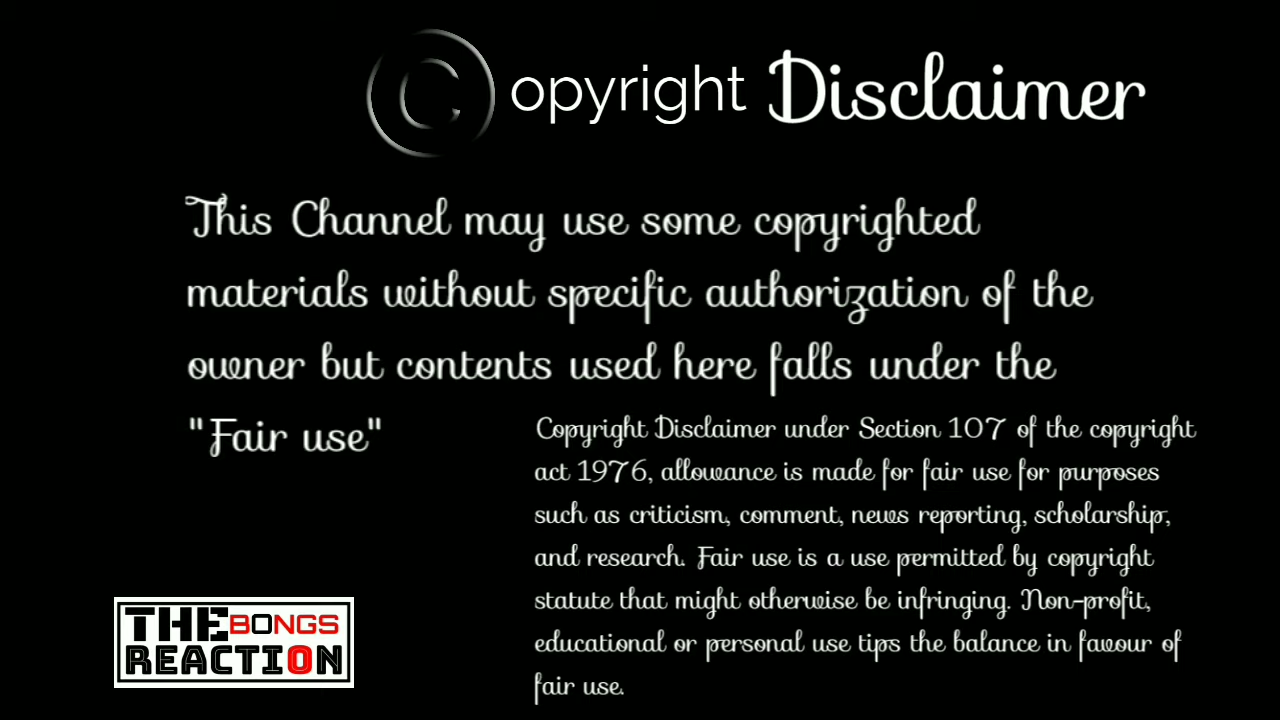 Copyright Disclaimer
This Channel may use some copyrighted
materials without specific authorization of the
owner but contents used here falls under the
"Fair use"
Copyright Disclaimer under Section 107 of the copyright
act 1976, allowance is made for fair use for purposes
such as criticism, comment, news reporting, scholarship,
and research. Fair use is a use permitted by copyright
statute that might otherwise be infringing. Non-profit,
educational or personal use tips the balance in favour of
fair use.
THE BONGS
REACTION